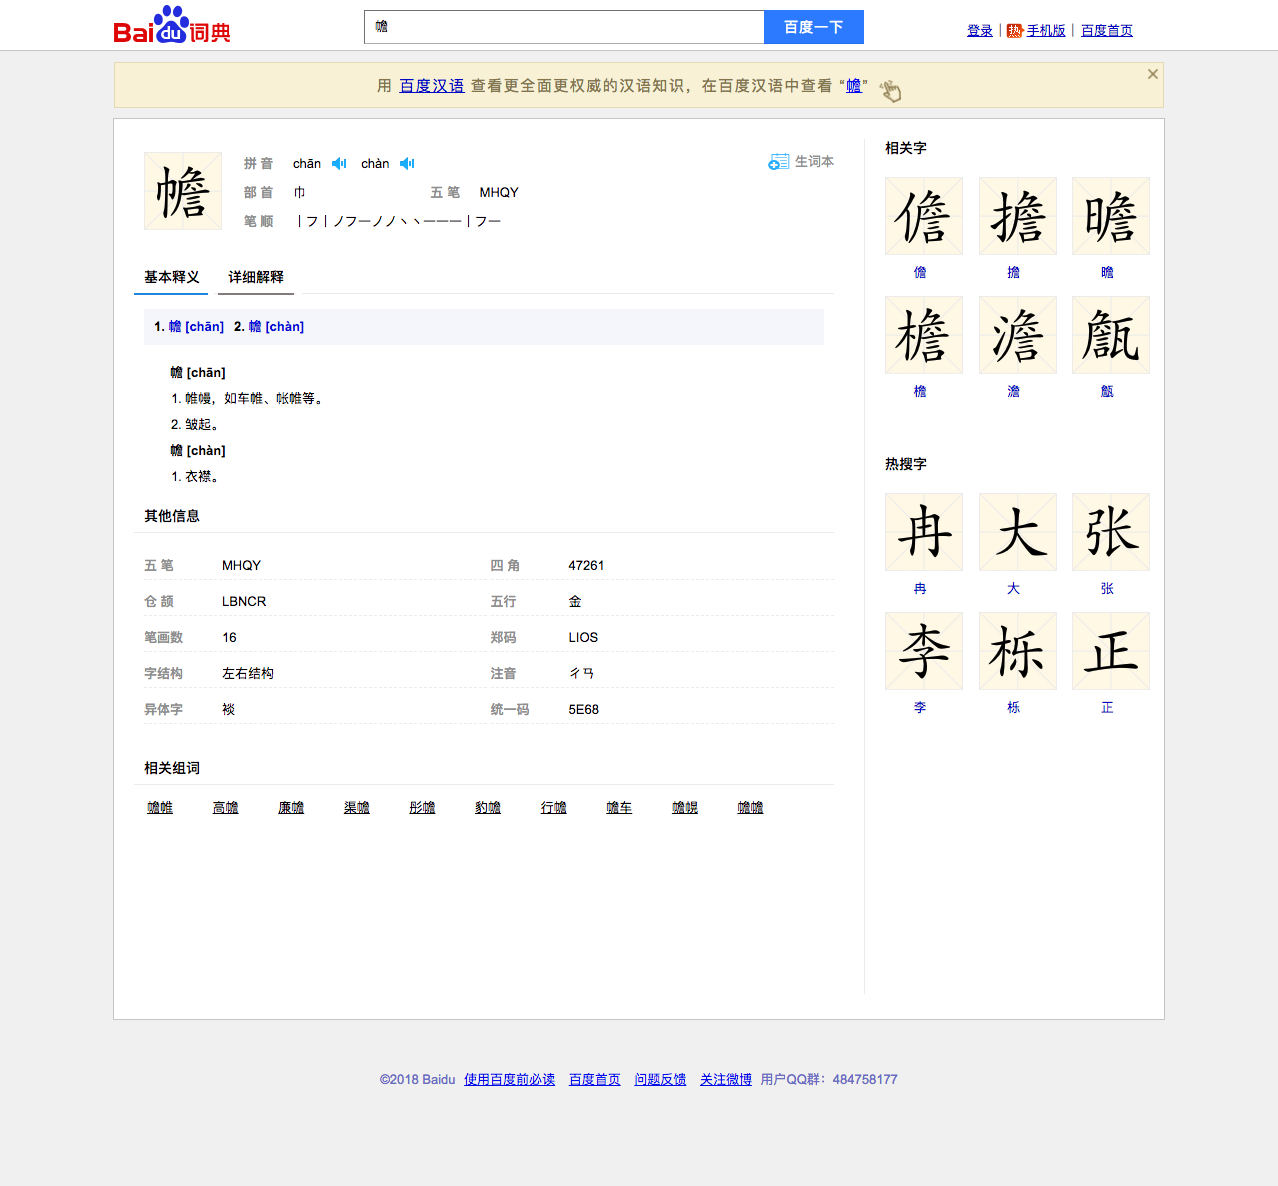 Baidu词典
幨
百度一下
登录 | 热 手机版 | 百度首页
用 百度汉语 查看更全面更权威的汉语知识，在百度汉语中查看 “幨”
幨
拼 音 chān chàn
生词本
部 首 巾 五 笔 MHQY
笔 顺 丨フ丨ノフ一ノノ丶丶一一一丨フ一
基本释义 详细解释
1. 幨 [chān] 2. 幨 [chàn]
幨 [chān]
1. 帷幔，如车帷、帐帷等。
2. 皱起。
幨 [chàn]
1. 衣襟。
其他信息
五 笔 MHQY 四 角 47261
仓 颉 LBNCR 五行 金
笔画数 16 郑码 LIOS
字结构 左右结构 注音 ㄔㄢ
异体字 裧 统一码 5E68
相关组词
幨帷 高幨 廉幨 渠幨 彤幨 豹幨 行幨 幨车 幨幌 幨幨
相关字
儋 擔 曕
儋 擔 曕
檐 澹 甔
檐 澹 甔
热搜字
冉 大 张
冉 大 张
李 栎 正
李 栎 正
©2018 Baidu 使用百度前必读 百度首页 问题反馈 关注微博 用户QQ群：484758177